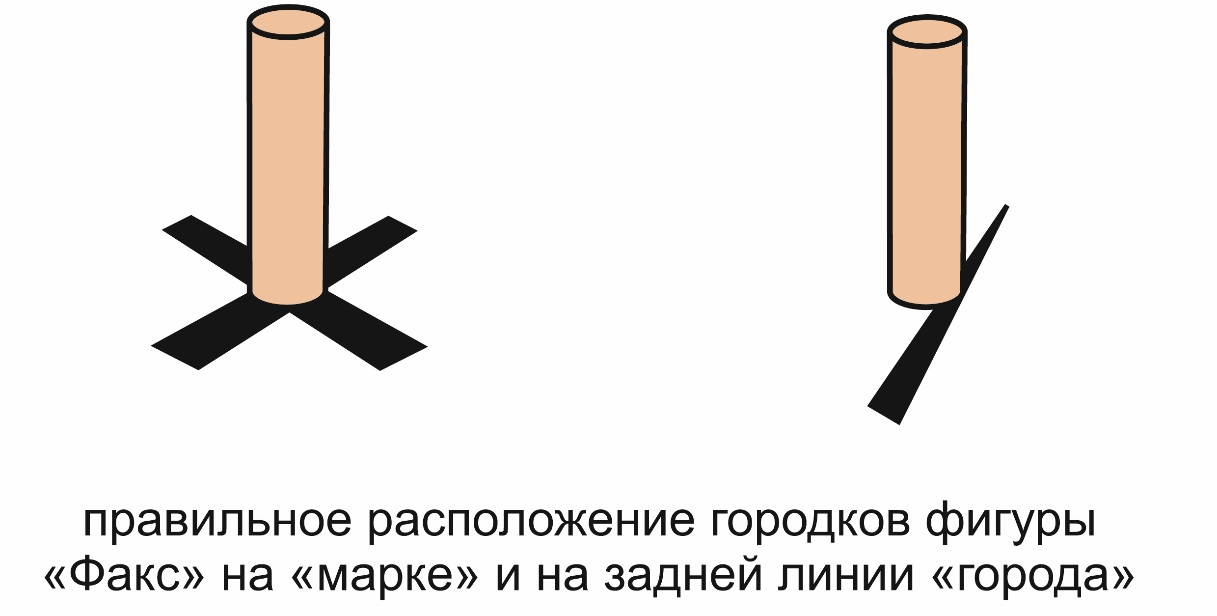 правильное расположение городков фигуры
«Факс» на «марке» и на задней линии «города»